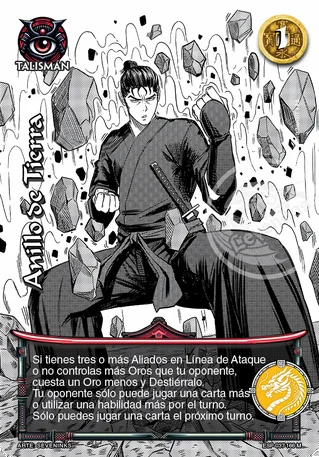 TALISMAN
1
Anillo de Tierra
Si tienes tres o más Aliados en Línea de Ataque
o no controlas más Oros que tu oponente,
cuesta un Oro menos y Destiérralo.
Tu oponente sólo puede jugar una carta más
o utilizar una habilidad más por el turno.
Sólo puedes jugar una carta el próximo turno.
ARTE: SEVENINKS